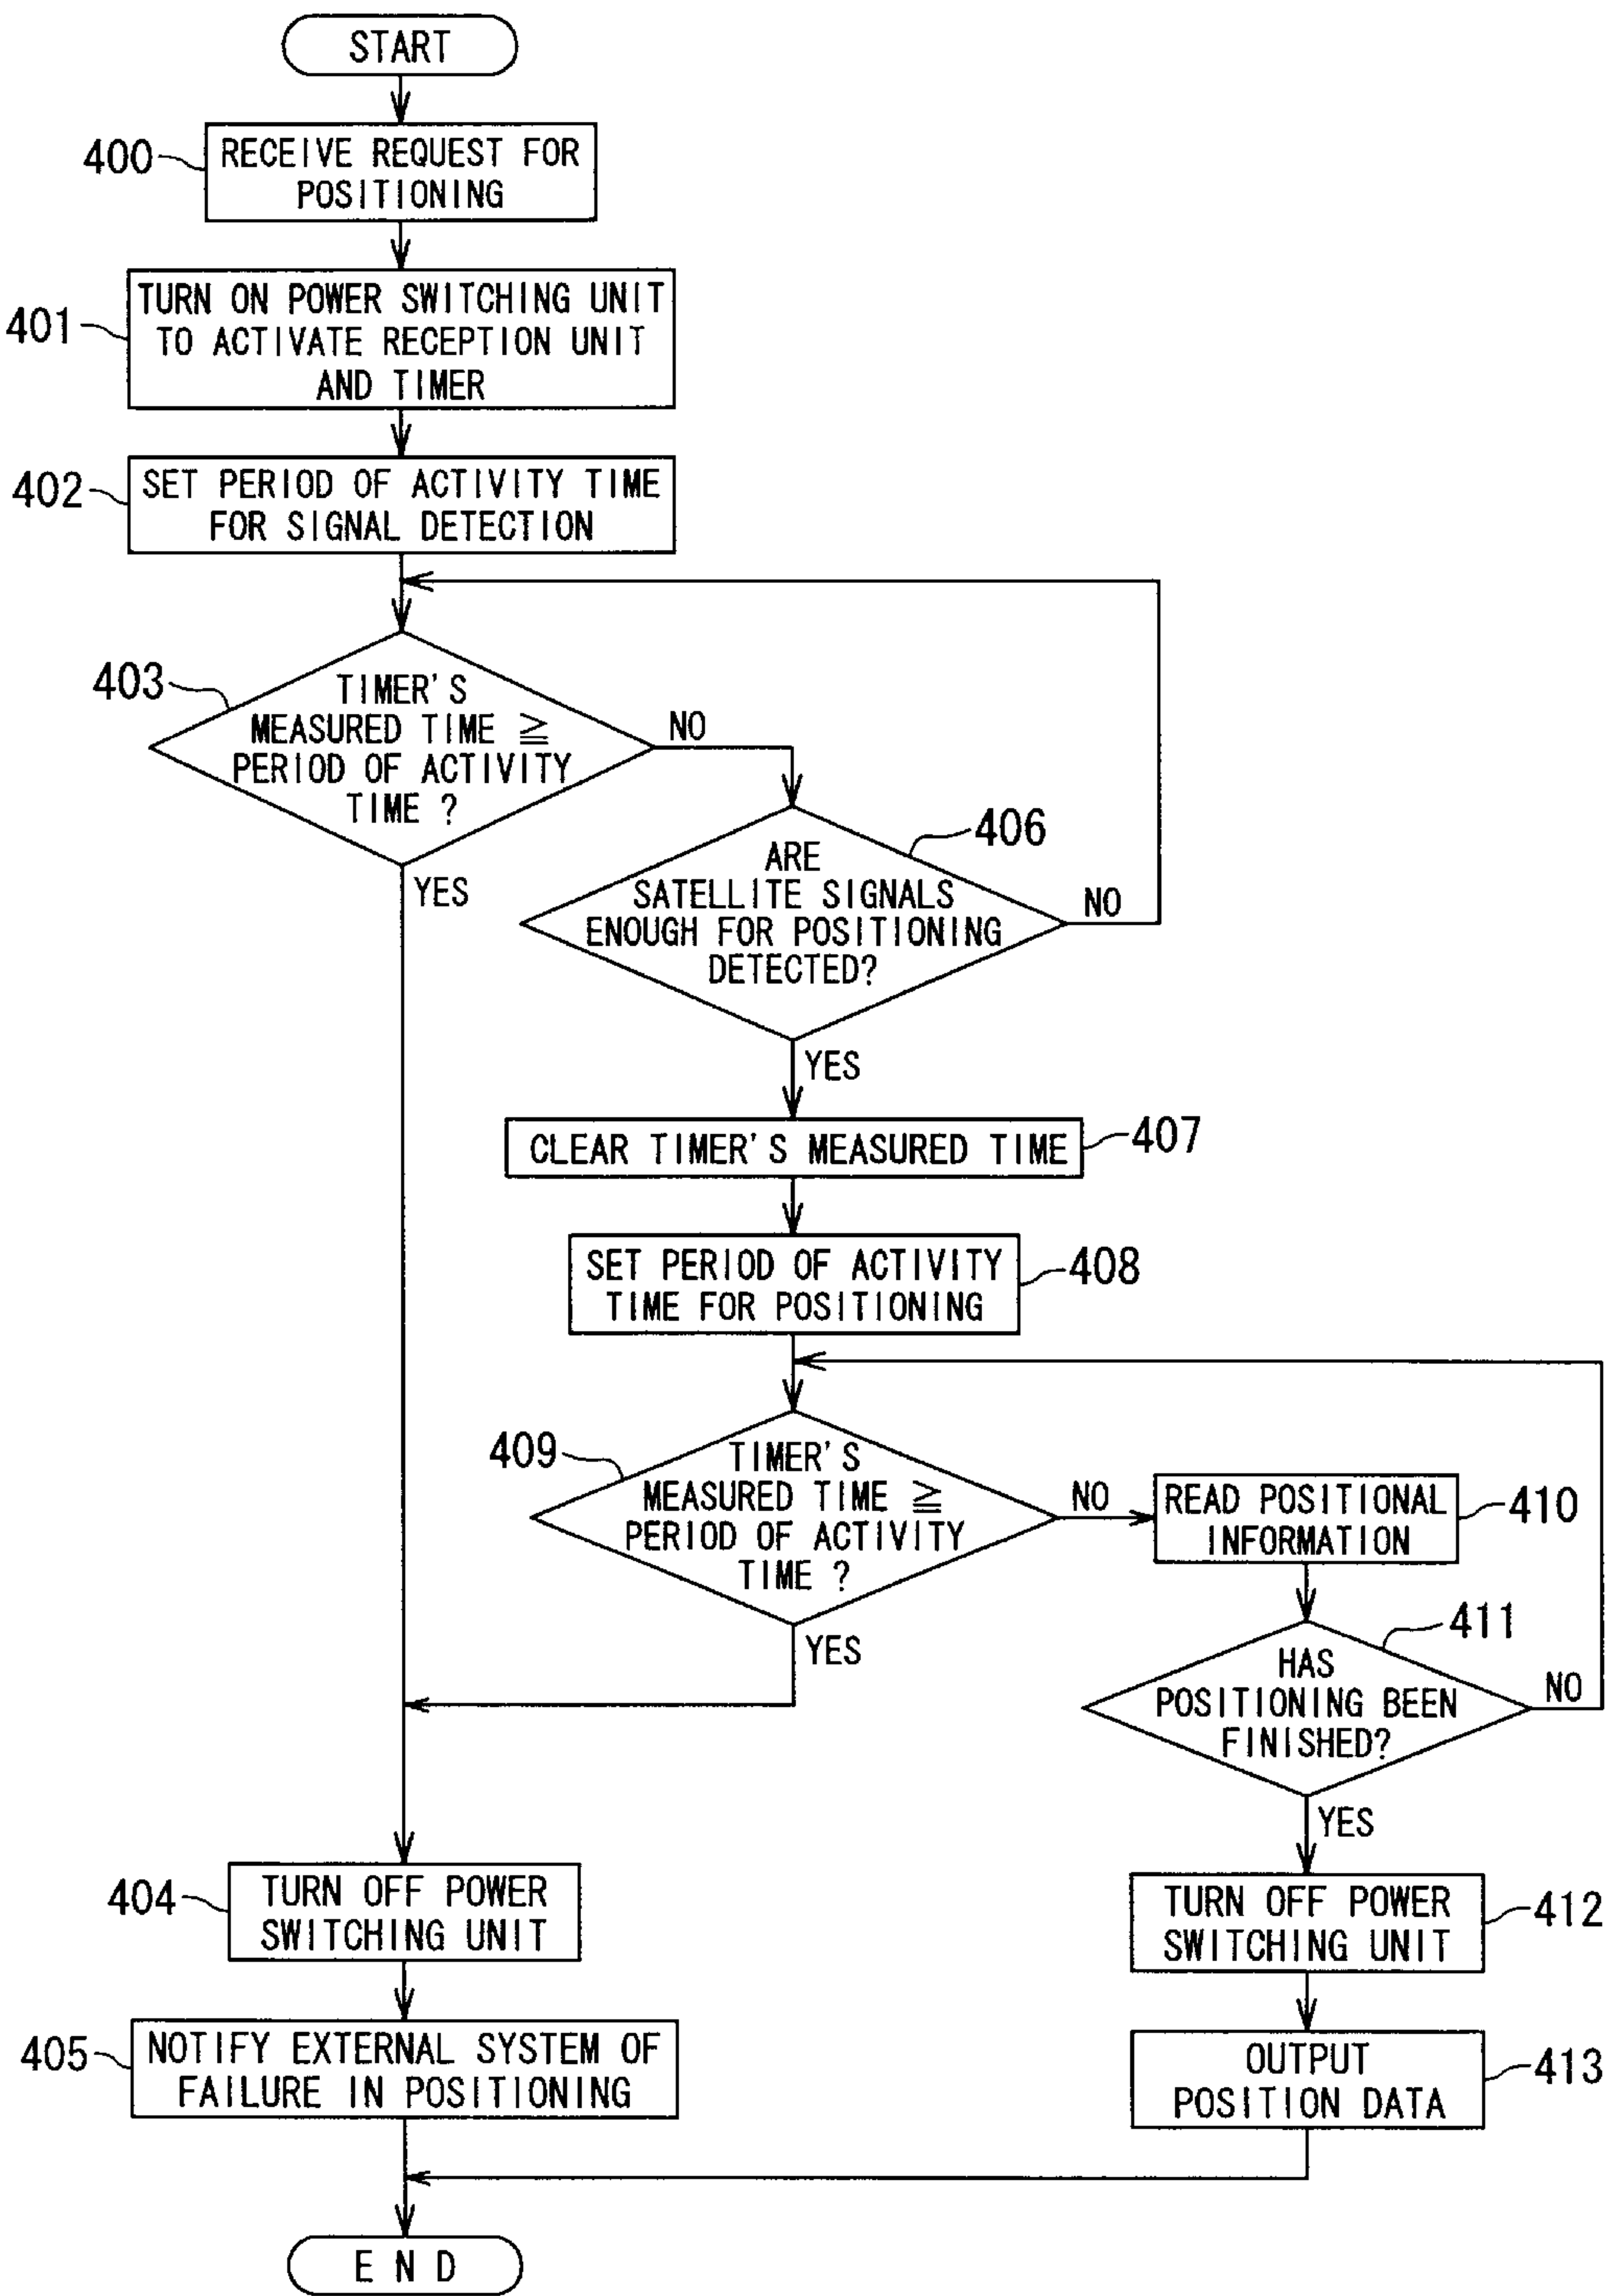 START
400
RECEIVE REQUEST FOR
POSITIONING
401
TURN ON POWER SWITCHING UNIT
TO ACTIVATE RECEPTION UNIT
AND TIMER
402
SET PERIOD OF ACTIVITY TIME
FOR SIGNAL DETECTION
403
TIMER'S
MEASURED TIME ≧
PERIOD OF ACTIVITY
TIME ?
NO
YES
406
ARE
SATELLITE SIGNALS
ENOUGH FOR POSITIONING
DETECTED?
NO
YES
CLEAR TIMER'S MEASURED TIME
407
SET PERIOD OF ACTIVITY
TIME FOR POSITIONING
408
409
TIMER'S
MEASURED TIME ≧
PERIOD OF ACTIVITY
TIME ?
NO
YES
READ POSITIONAL
INFORMATION
410
411
HAS
POSITIONING BEEN
FINISHED?
NO
YES
404
TURN OFF POWER
SWITCHING UNIT
TURN OFF POWER
SWITCHING UNIT
412
405
NOTIFY EXTERNAL SYSTEM OF
FAILURE IN POSITIONING
OUTPUT
POSITION DATA
413
END